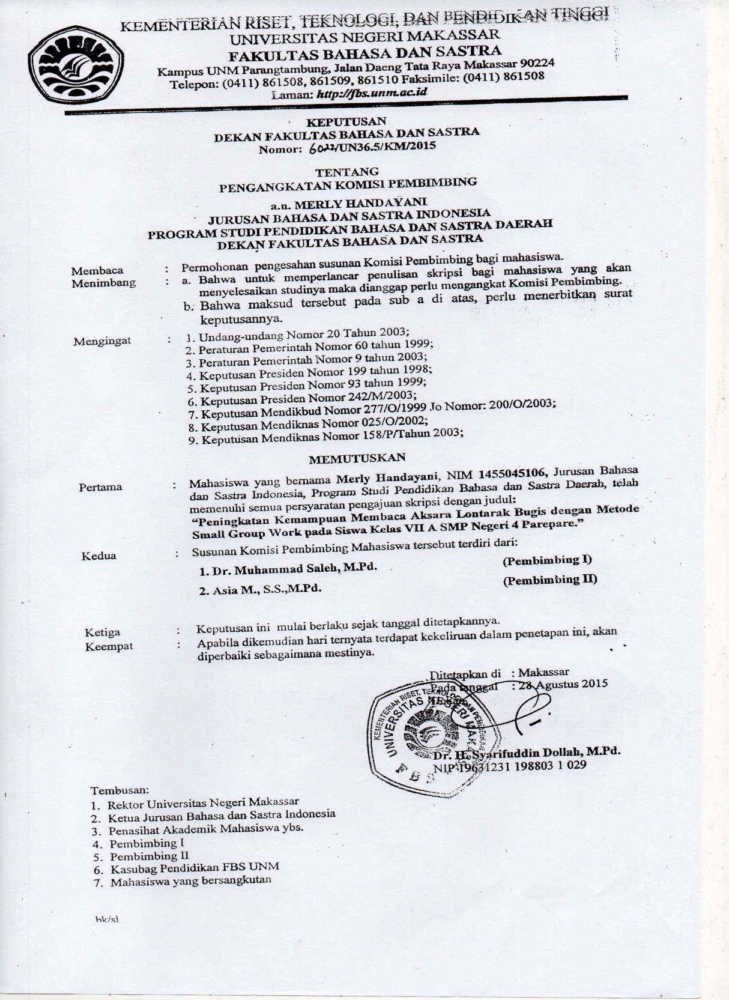 KEMENTERIAN RISET, TEKNOLOGI, DAN PENDIDIKAN TINGGI
UNIVERSITAS NEGERI MAKASSAR
FAKULTAS BAHASA DAN SASTRA
Kampus UNM Parangtambung, Jalan Daeng Tata Raya Makassar 90224
Telepon: (0411) 861508, 861509, 861510 Faksimile: (0411) 861508
Laman: http://fbs.unm.ac.id
KEPUTUSAN
DEKAN FAKULTAS BAHASA DAN SASTRA
Nomor: 6022/UN36.5/KM/2015
TENTANG
PENGANGKATAN KOMISI PEMBIMBING
a.n. MERLY HANDAYANI
JURUSAN BAHASA DAN SASTRA INDONESIA
PROGRAM STUDI PENDIDIKAN BAHASA DAN SASTRA DAERAH
DEKAN FAKULTAS BAHASA DAN SASTRA
Membaca : Permohonan pengesahan susunan Komisi Pembimbing bagi mahasiswa.
Menimbang : a. Bahwa untuk memperlancar penulisan skripsi bagi mahasiswa yang akan
menyelesaikan studinya maka dianggap perlu mengangkat Komisi Pembimbing.
b. Bahwa maksud tersebut pada sub a di atas, perlu menerbitkan surat
keputusannya.
Mengingat : 1. Undang-undang Nomor 20 Tahun 2003;
2. Peraturan Pemerintah Nomor 60 tahun 1999;
3. Peraturan Pemerintah Nomor 9 tahun 2003;
4. Keputusan Presiden Nomor 199 tahun 1998;
5. Keputusan Presiden Nomor 93 tahun 1999;
6. Keputusan Presiden Nomor 242/M/2003;
7. Keputusan Mendikbud Nomor 277/O/1999 Jo Nomor: 200/O/2003;
8. Keputusan Mendiknas Nomor 025/O/2002;
9. Keputusan Mendiknas Nomor 158/P/Tahun 2003;
MEMUTUSKAN
Pertama : Mahasiswa yang bernama Merly Handayani, NIM 1455045106, Jurusan Bahasa
dan Sastra Indonesia, Program Studi Pendidikan Bahasa dan Sastra Daerah, telah
memenuhi semua persyaratan pengajuan skripsi dengan judul:
“Peningkatan Kemampuan Membaca Aksara Lontarak Bugis dengan Metode
Small Group Work pada Siswa Kelas VII A SMP Negeri 4 Parepare.”
Kedua : Susunan Komisi Pembimbing Mahasiswa tersebut terdiri dari:
1. Dr. Muhammad Saleh, M.Pd. (Pembimbing I)
2. Asia M., S.S.,M.Pd. (Pembimbing II)
Ketiga : Keputusan ini mulai berlaku sejak tanggal ditetapkannya.
Keempat : Apabila dikemudian hari ternyata terdapat kekeliruan dalam penetapan ini, akan
diperbaiki sebagaimana mestinya.
Ditetapkan di : Makassar
Pada tanggal : 28 Agustus 2015
KEMENTERIAN RISET, TEKNOLOGI DAN PENDIDIKAN
UNIVERSITAS NEGERI MAKASSAR
FBS
Dr. H. Syarifuddin Dollah, M.Pd.
NIP 19631231 198803 1 029
Tembusan:
1. Rektor Universitas Negeri Makassar
2. Ketua Jurusan Bahasa dan Sastra Indonesia
3. Penasihat Akademik Mahasiswa ybs.
4. Pembimbing I
5. Pembimbing II
6. Kasubag Pendidikan FBS UNM
7. Mahasiswa yang bersangkutan
hk/sl